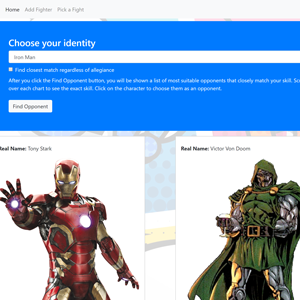 Home Add Fighter Pick a Fight
Choose your identity
Iron Man
Find closest match regardless of allegiance
After you click the Find Opponent button, you will be shown a list of most suitable opponents that closely match your skill.
over each chart to see the exact skill. Click on the character to choose them as an opponent.
Find Opponent
Real Name: Tony Stark
Real Name: Victor Von Doom